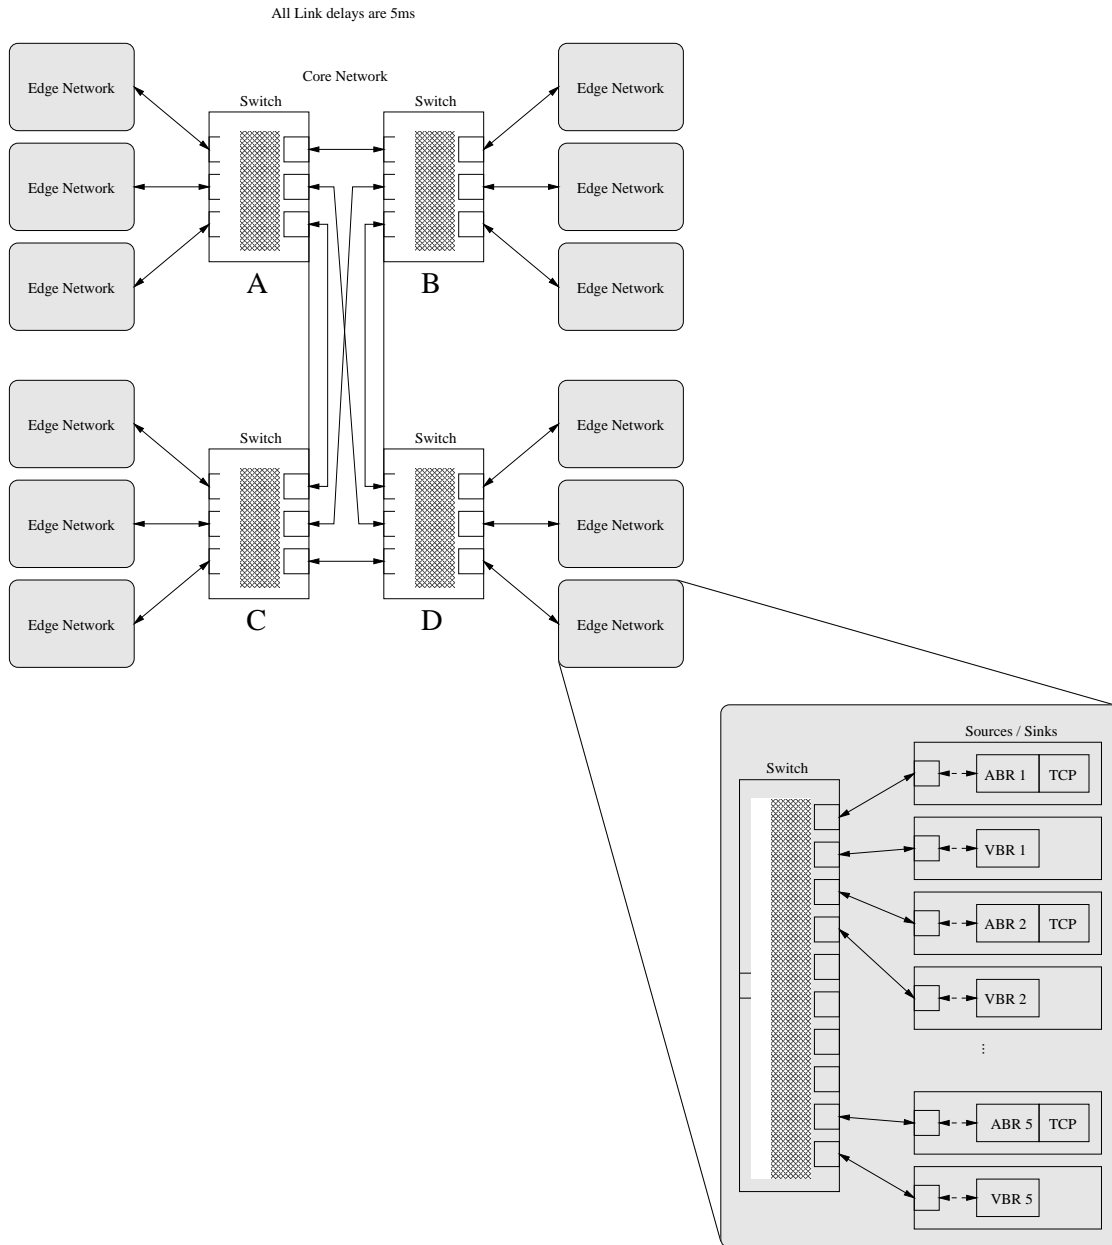 All Link delays are 5ms
Core Network
Edge Network
Edge Network
Edge Network
Switch
Switch
Edge Network
Edge Network
Edge Network
A
B
Edge Network
Edge Network
Edge Network
Switch
Switch
Edge Network
Edge Network
Edge Network
C
D
Sources / Sinks
Switch
ABR 1 TCP
VBR 1
ABR 2 TCP
VBR 2
...
ABR 5 TCP
VBR 5